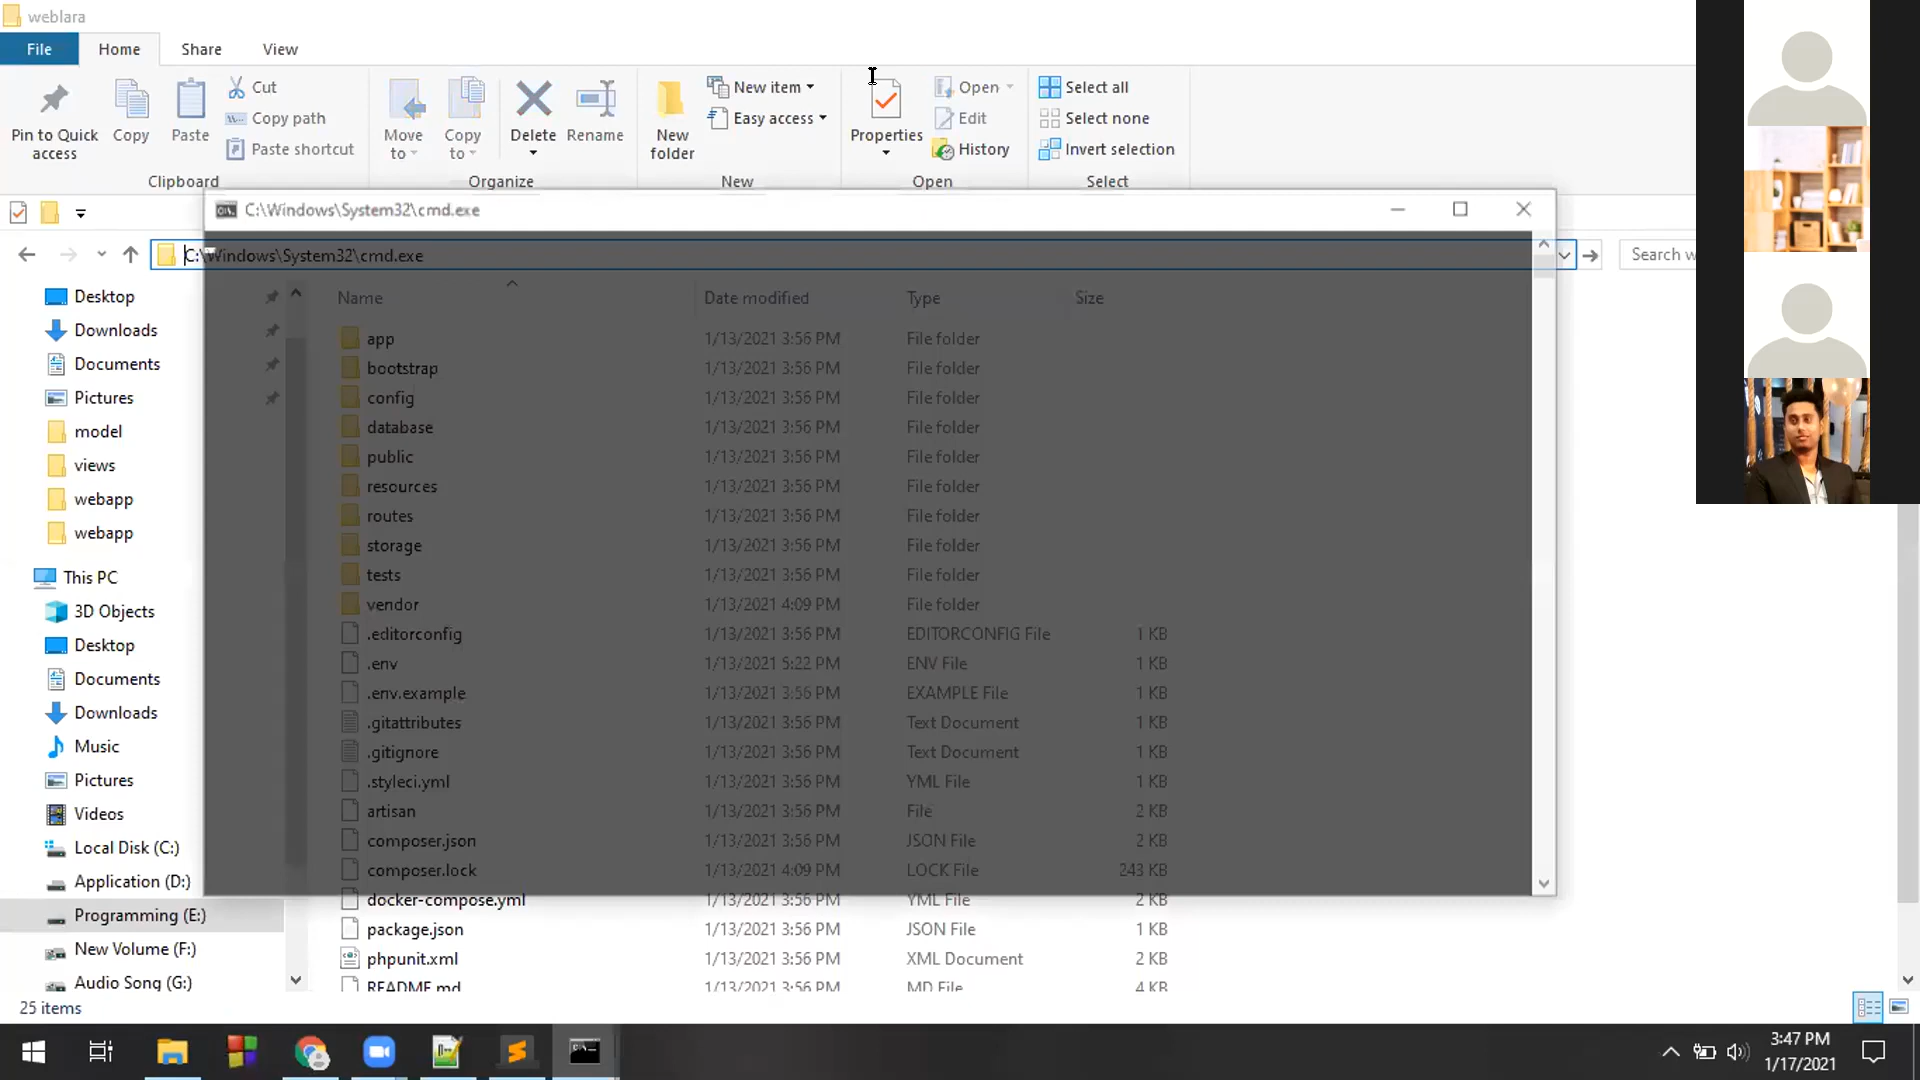 weblara
File
Home
Share
View
Pin to Quick access
Copy
Paste
Cut
Copy path
Paste shortcut
Move to
Copy to
Delete
Rename
New folder
New item
Easy access
Properties
Open
Edit
History
Select all
Select none
Invert selection
Clipboard
Organize
New
Open
Select
C:\Windows\System32\cmd.exe
C:\Windows\System32\cmd.exe
Search w
Desktop
Downloads
Documents
Pictures
model
views
webapp
webapp
This PC
3D Objects
Desktop
Documents
Downloads
Music
Pictures
Videos
Local Disk (C:)
Application (D:)
Programming (E:)
New Volume (F:)
Audio Song (G:)
Name Date modified Type Size
app 1/13/2021 3:56 PM File folder
bootstrap 1/13/2021 3:56 PM File folder
config 1/13/2021 3:56 PM File folder
database 1/13/2021 3:56 PM File folder
public 1/13/2021 3:56 PM File folder
resources 1/13/2021 3:56 PM File folder
routes 1/13/2021 3:56 PM File folder
storage 1/13/2021 3:56 PM File folder
tests 1/13/2021 3:56 PM File folder
vendor 1/13/2021 4:09 PM File folder
.editorconfig 1/13/2021 3:56 PM EDITORCONFIG File 1 KB
.env 1/13/2021 5:22 PM ENV File 1 KB
.env.example 1/13/2021 3:56 PM EXAMPLE File 1 KB
.gitattributes 1/13/2021 3:56 PM Text Document 1 KB
.gitignore 1/13/2021 3:56 PM Text Document 1 KB
.styleci.yml 1/13/2021 3:56 PM YML File 1 KB
artisan 1/13/2021 3:56 PM File 2 KB
composer.json 1/13/2021 3:56 PM JSON File 2 KB
composer.lock 1/13/2021 4:09 PM LOCK File 243 KB
docker-compose.yml 1/13/2021 3:56 PM YML File 2 KB
package.json 1/13/2021 3:56 PM JSON File 1 KB
phpunit.xml 1/13/2021 3:56 PM XML Document 2 KB
README.md 1/13/2021 3:56 PM MD File 4 KB
25 items
3:47 PM
1/17/2021